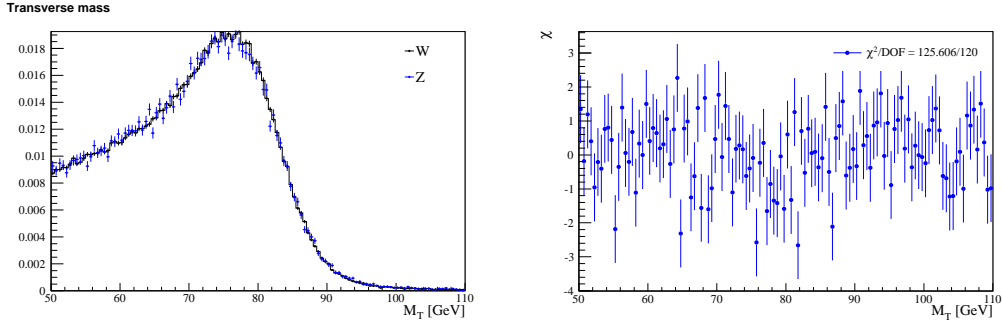 Transverse mass
0.018
0.016
0.014
0.012
0.01
0.008
0.006
0.004
0.002
0
50 60 70 80 90 100 110
M_T [GeV]
W
Z
χ
3
2
1
0
-1
-2
-3
-4
50 60 70 80 90 100 110
M_T [GeV]
χ²/DOF = 125.606/120